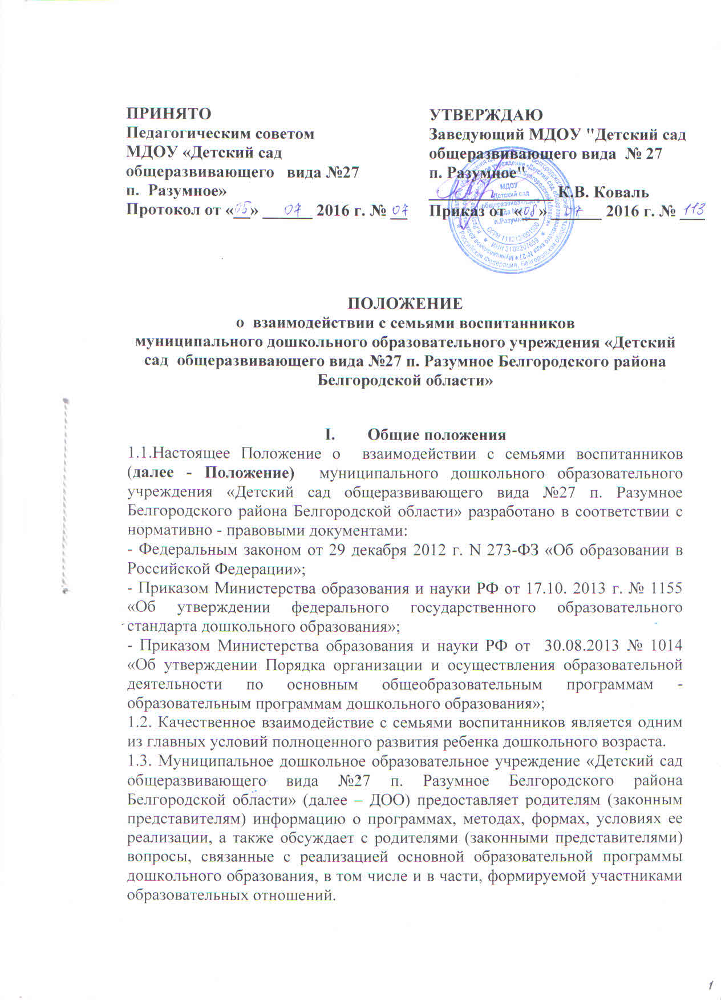 ПРИНЯТО
Педагогическим советом
МДОУ «Детский сад
общеразвивающего вида №27
п. Разумное»
Протокол от «05» 07 2016 г. № 07
УТВЕРЖДАЮ
Заведующий МДОУ "Детский сад
общеразвивающего вида № 27
п. Разумное"
К.В. Коваль
Приказ от «08» 07 2016 г. № 113
МДОУ
Детский сад
общеразвивающего
вида №27
п.Разумное
ИНН 3102207659
ПОЛОЖЕНИЕ
о взаимодействии с семьями воспитанников
муниципального дошкольного образовательного учреждения «Детский
сад общеразвивающего вида №27 п. Разумное Белгородского района
Белгородской области»
I. Общие положения
1.1.Настоящее Положение о взаимодействии с семьями воспитанников
(далее - Положение) муниципального дошкольного образовательного
учреждения «Детский сад общеразвивающего вида №27 п. Разумное
Белгородского района Белгородской области» разработано в соответствии с
нормативно - правовыми документами:
- Федеральным законом от 29 декабря 2012 г. N 273-ФЗ «Об образовании в
Российской Федерации»;
- Приказом Министерства образования и науки РФ от 17.10. 2013 г. № 1155
«Об утверждении федерального государственного образовательного
стандарта дошкольного образования»;
- Приказом Министерства образования и науки РФ от 30.08.2013 № 1014
«Об утверждении Порядка организации и осуществления образовательной
деятельности по основным общеобразовательным программам -
образовательным программам дошкольного образования»;
1.2. Качественное взаимодействие с семьями воспитанников является одним
из главных условий полноценного развития ребенка дошкольного возраста.
1.3. Муниципальное дошкольное образовательное учреждение «Детский сад
общеразвивающего вида №27 п. Разумное Белгородского района
Белгородской области» (далее – ДОО) предоставляет родителям (законным
представителям) информацию о программах, методах, формах, условиях ее
реализации, а также обсуждает с родителями (законными представителями)
вопросы, связанные с реализацией основной образовательной программы
дошкольного образования, в том числе и в части, формируемой участниками
образовательных отношений.
1